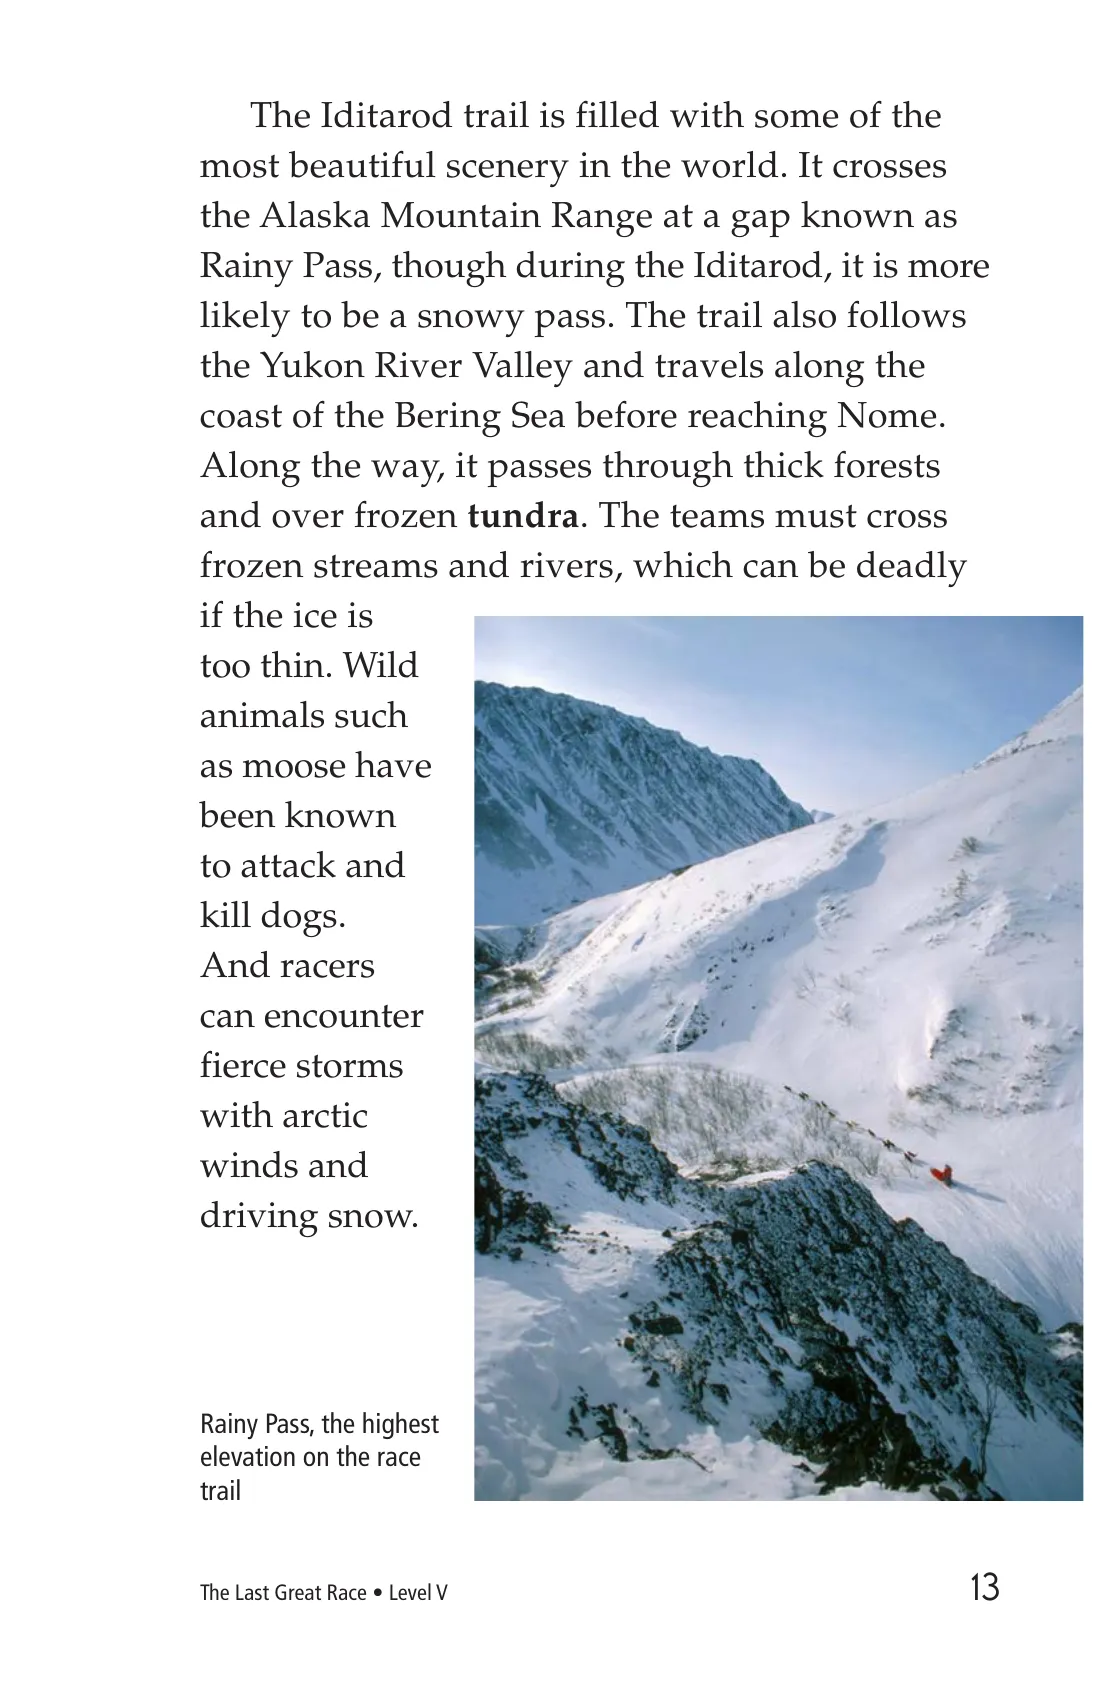 The Iditarod trail is filled with some of the
most beautiful scenery in the world. It crosses
the Alaska Mountain Range at a gap known as
Rainy Pass, though during the Iditarod, it is more
likely to be a snowy pass. The trail also follows
the Yukon River Valley and travels along the
coast of the Bering Sea before reaching Nome.
Along the way, it passes through thick forests
and over frozen tundra. The teams must cross
frozen streams and rivers, which can be deadly
if the ice is
too thin. Wild
animals such
as moose have
been known
to attack and
kill dogs.
And racers
can encounter
fierce storms
with arctic
winds and
driving snow.
Rainy Pass, the highest
elevation on the race
trail
The Last Great Race • Level V
13